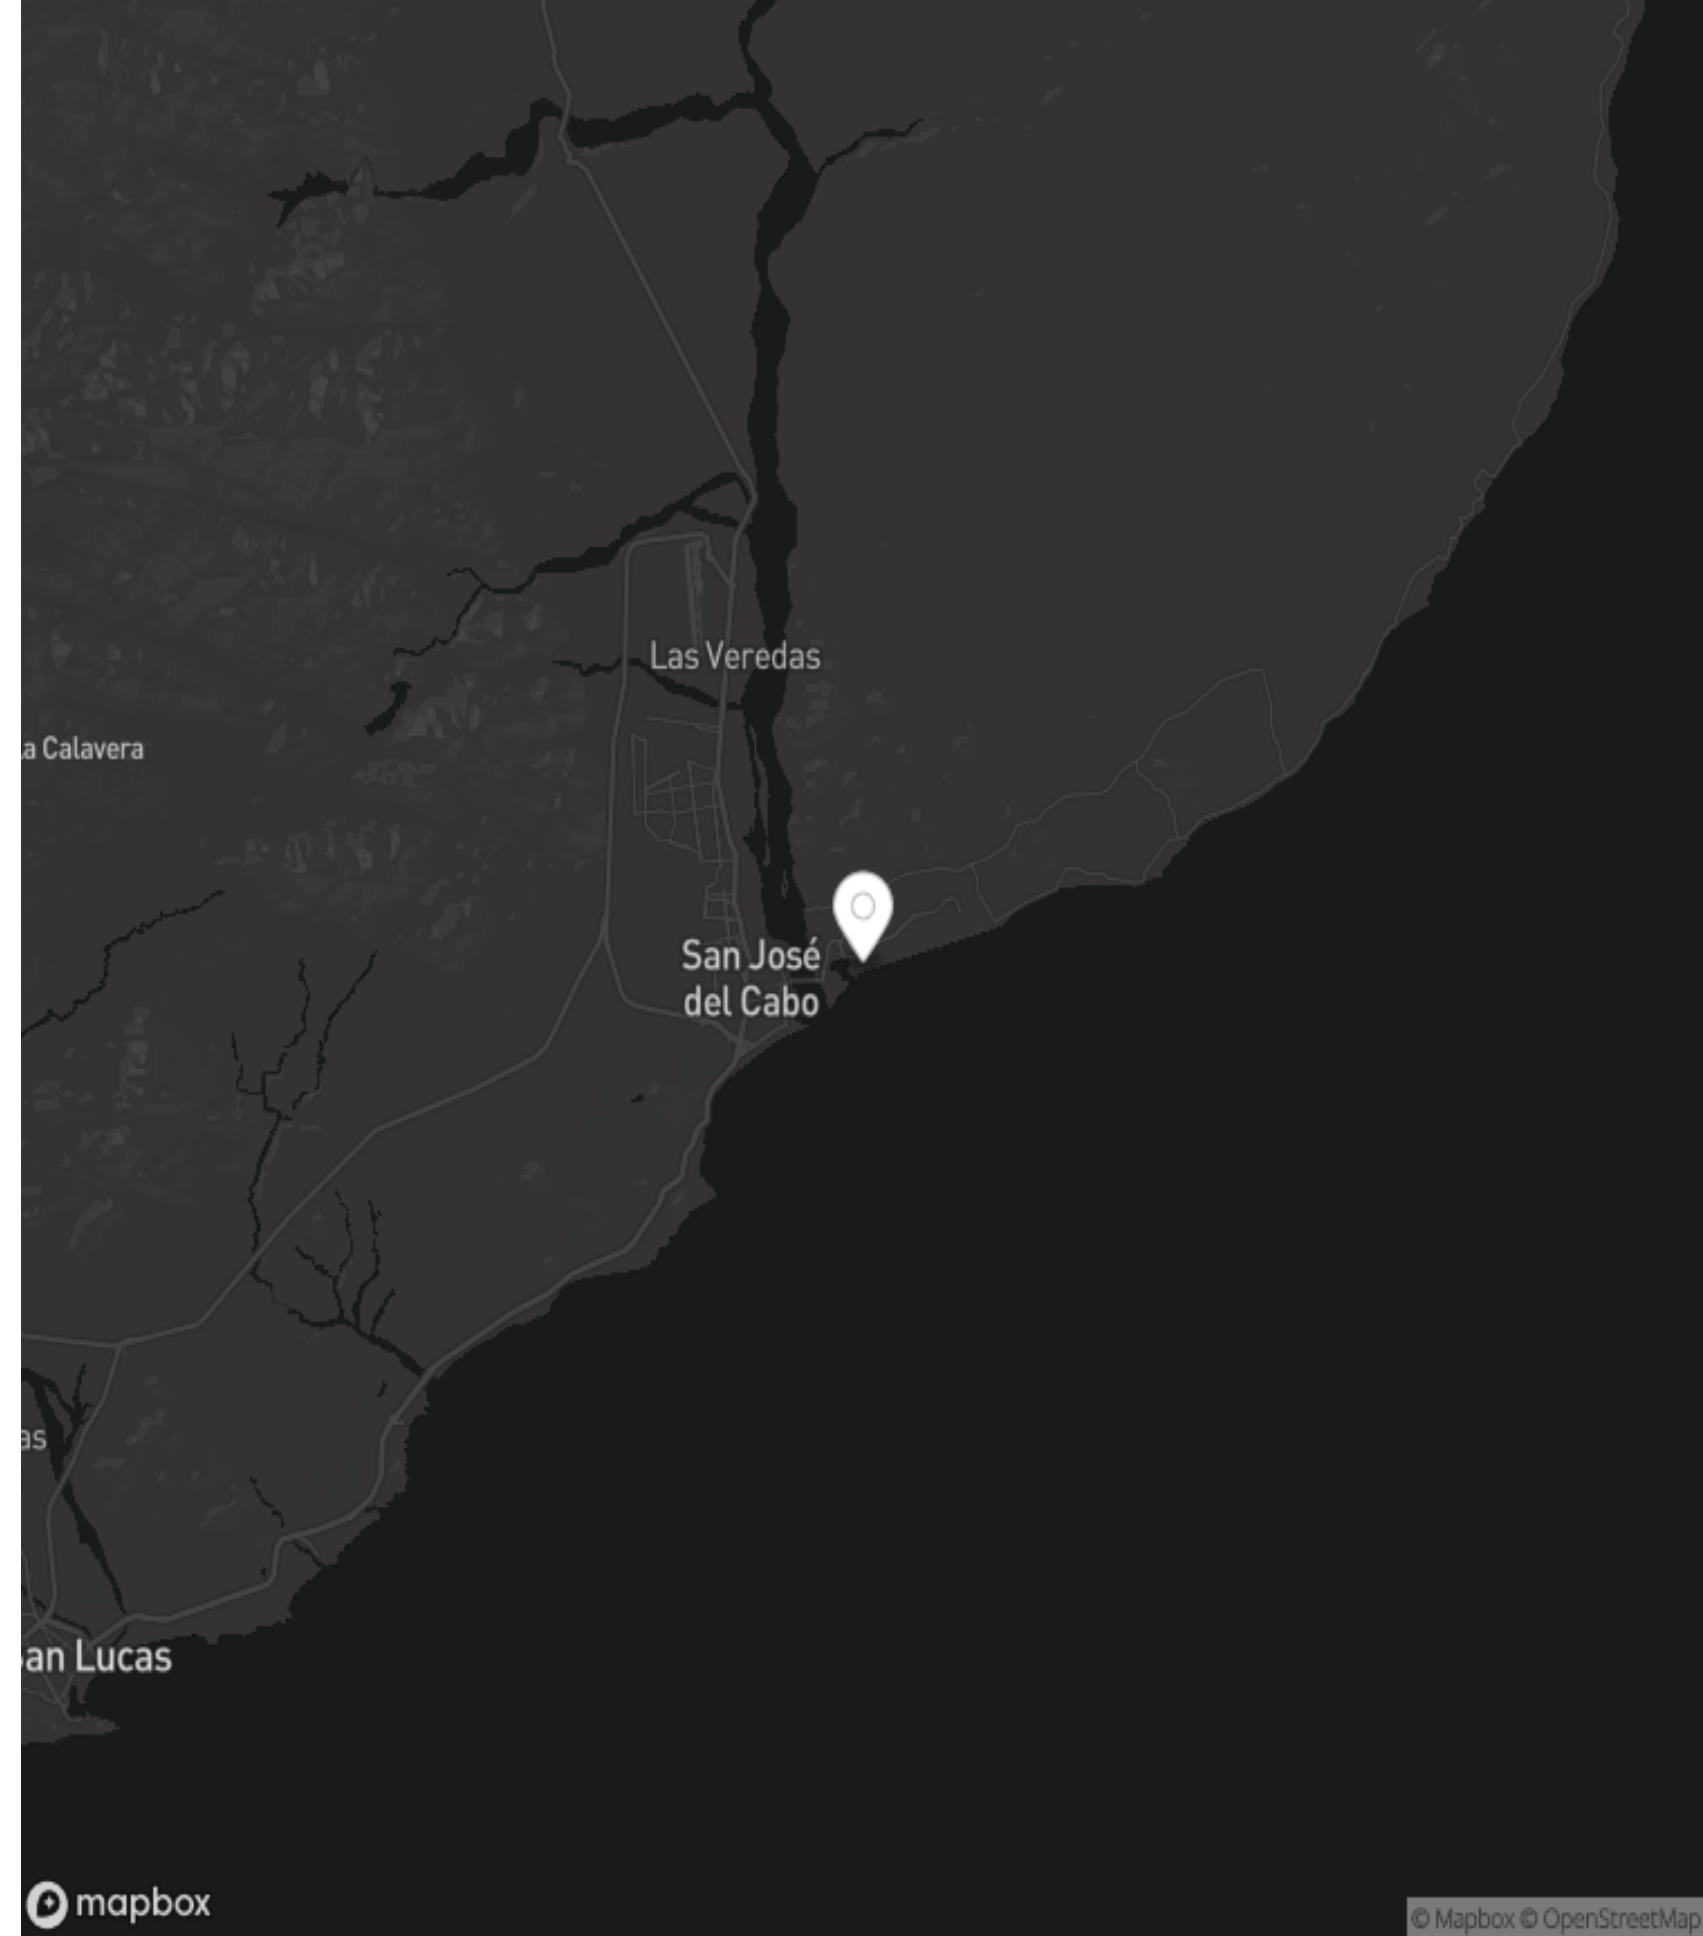 Las Veredas
a Calavera
San José
del Cabo
as
an Lucas
mapbox
© Mapbox © OpenStreetMap